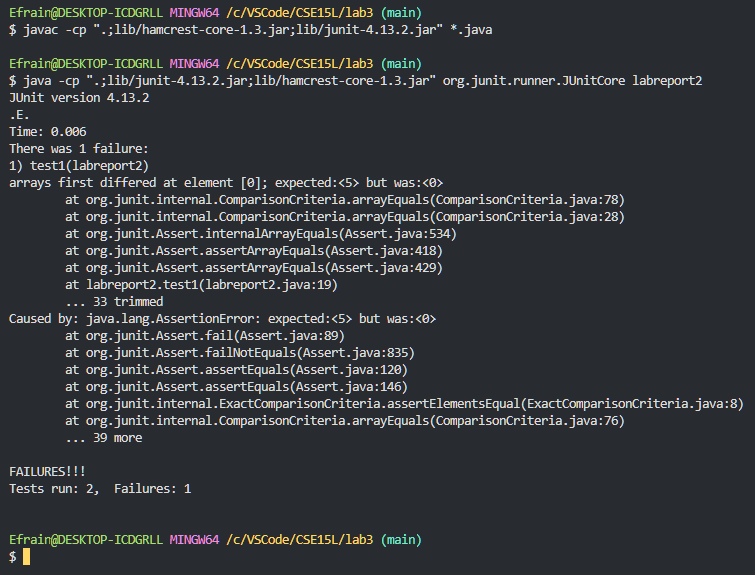 Efrain@DESKTOP-ICDGRLL MINGW64 /c/VSCode/CSE15L/lab3 (main)
$ javac -cp ".;lib/hamcrest-core-1.3.jar;lib/junit-4.13.2.jar" *.java

Efrain@DESKTOP-ICDGRLL MINGW64 /c/VSCode/CSE15L/lab3 (main)
$ java -cp ".;lib/junit-4.13.2.jar;lib/hamcrest-core-1.3.jar" org.junit.runner.JUnitCore labreport2
JUnit version 4.13.2
.E.
Time: 0.006
There was 1 failure:
1) test1(labreport2)
arrays first differed at element [0]; expected:<5> but was:<0>
        at org.junit.internal.ComparisonCriteria.arrayEquals(ComparisonCriteria.java:78)
        at org.junit.internal.ComparisonCriteria.arrayEquals(ComparisonCriteria.java:28)
        at org.junit.Assert.internalArrayEquals(Assert.java:534)
        at org.junit.Assert.assertArrayEquals(Assert.java:418)
        at org.junit.Assert.assertArrayEquals(Assert.java:429)
        at labreport2.test1(labreport2.java:19)
        ... 33 trimmed
Caused by: java.lang.AssertionError: expected:<5> but was:<0>
        at org.junit.Assert.fail(Assert.java:89)
        at org.junit.Assert.failNotEquals(Assert.java:835)
        at org.junit.Assert.assertEquals(Assert.java:120)
        at org.junit.Assert.assertEquals(Assert.java:146)
        at org.junit.internal.ExactComparisonCriteria.assertElementsEqual(ExactComparisonCriteria.java:8)
        at org.junit.internal.ComparisonCriteria.arrayEquals(ComparisonCriteria.java:76)
        ... 39 more

FAILURES!!!
Tests run: 2,  Failures: 1


Efrain@DESKTOP-ICDGRLL MINGW64 /c/VSCode/CSE15L/lab3 (main)
$